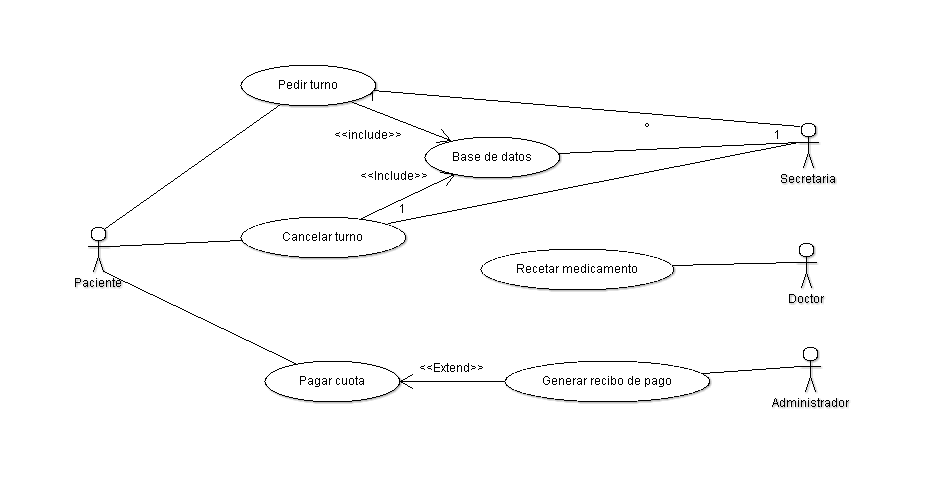 Pedir turno
1
<<include>>
1
Base de datos
Secretaria
<<Include>>
1
Cancelar turno
Recetar medicamento
Paciente
Doctor
<<Extend>>
Pagar cuota
Generar recibo de pago
Administrador